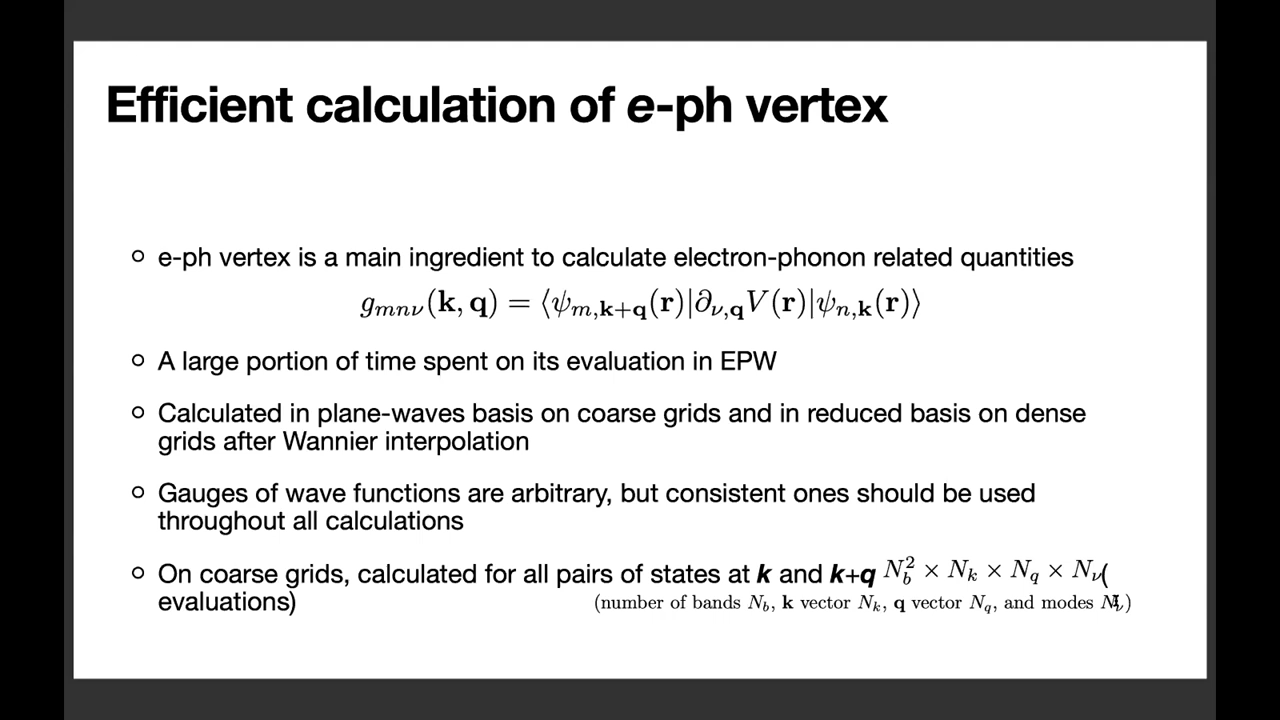 Efficient calculation of e-ph vertex
e-ph vertex is a main ingredient to calculate electron-phonon related quantities
g_{mnν}(k, q) = ⟨ψ_{m,k+q}(r)|∂_{ν,q}V(r)|ψ_{n,k}(r)⟩
A large portion of time spent on its evaluation in EPW
Calculated in plane-waves basis on coarse grids and in reduced basis on dense
grids after Wannier interpolation
Gauges of wave functions are arbitrary, but consistent ones should be used
throughout all calculations
On coarse grids, calculated for all pairs of states at k and k+q N_b^2 × N_k × N_q × N_ν(
evaluations)
(number of bands N_b, k vector N_k, q vector N_q, and modes N_ν)